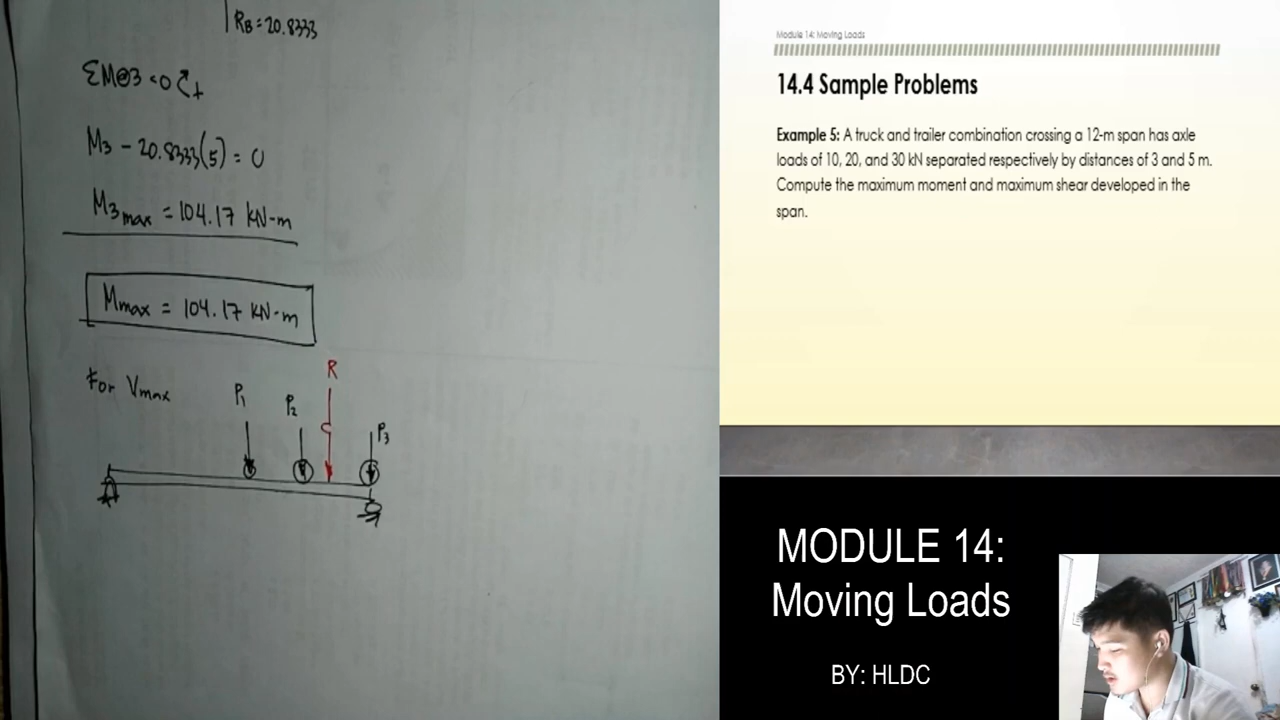 RB = 20.8333
ΣM@3 = 0 ↻+
M3 - 20.8333(5) = 0
M3max = 104.17 kN-m
Mmax = 104.17 kN-m
For Vmax
R
P1
P2
P3
Module 14: Moving Loads
14.4 Sample Problems
Example 5: A truck and trailer combination crossing a 12-m span has axle
loads of 10, 20, and 30 kN separated respectively by distances of 3 and 5 m.
Compute the maximum moment and maximum shear developed in the
span.
MODULE 14:
Moving Loads
BY: HLDC